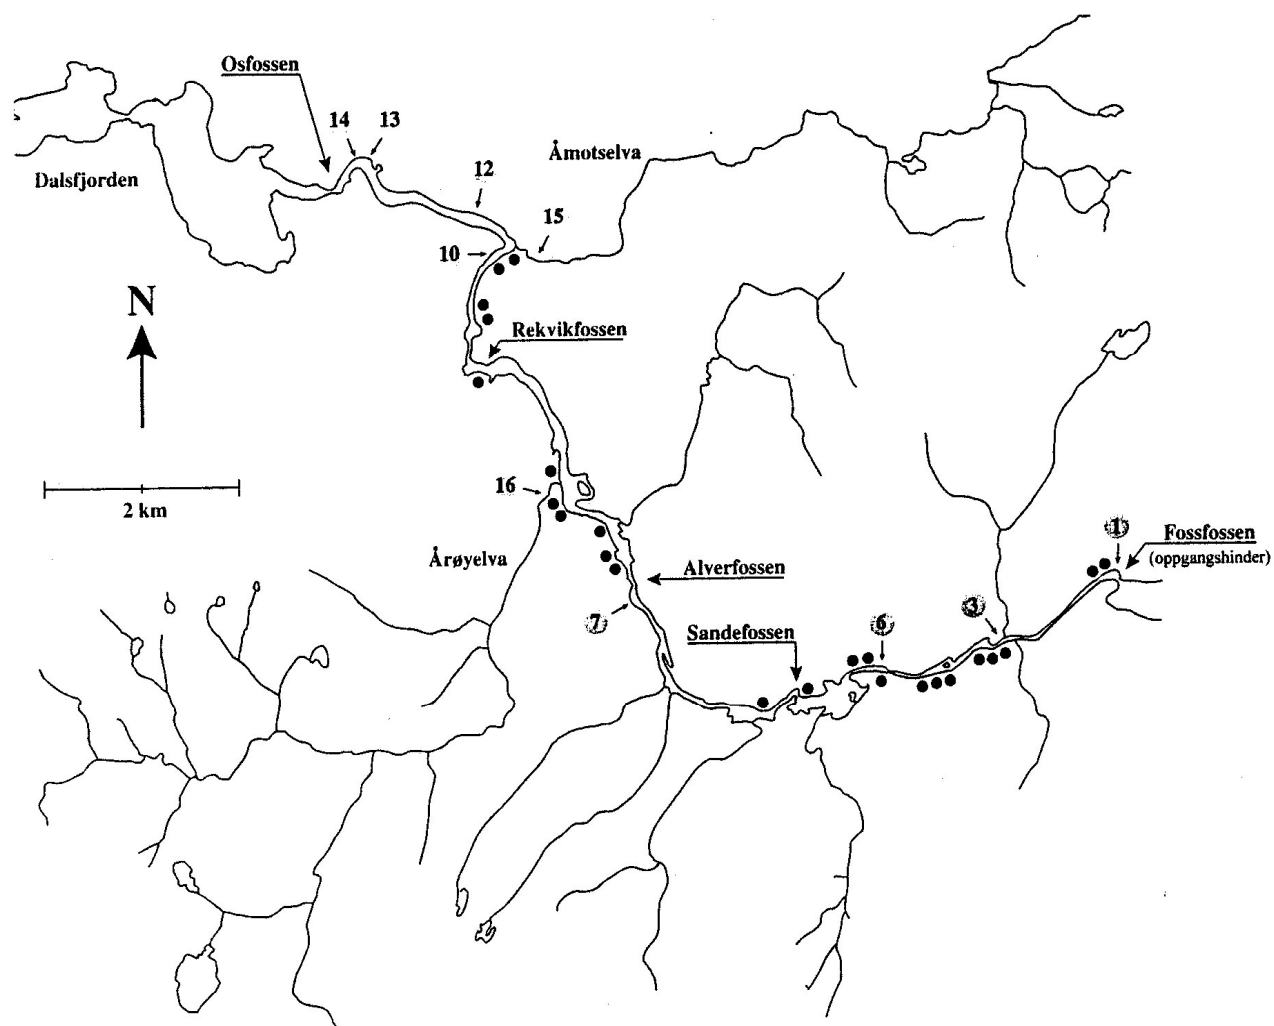 Osfossen
14
13
Åmotselva
12
Dalsfjorden
15
10
N
Rekvikfossen
16
2 km
1
Fossfossen
(oppgangshinder)
Årøyelva
Alverfossen
3
7
Sandefossen
6